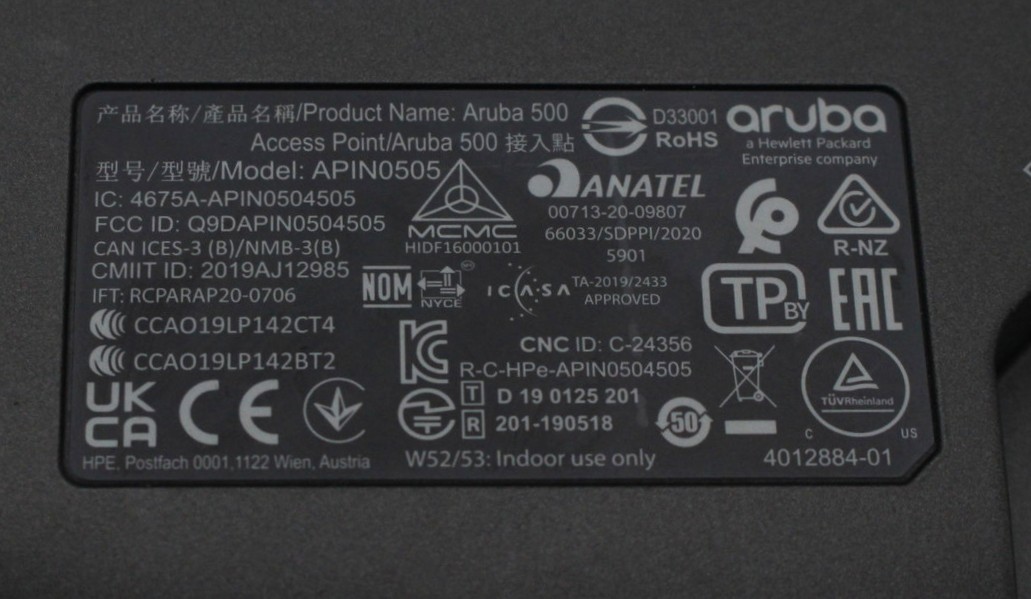 产品名称/產品名稱/Product Name: Aruba 500
Access Point/Aruba 500 接入點
D33001
RoHS
aruba
a Hewlett Packard
Enterprise company
型号/型號/Model: APIN0505
IC: 4675A-APIN0504505
FCC ID: Q9DAPIN0504505
CAN ICES-3 (B)/NMB-3(B)
CMIIT ID: 2019AJ12985
IFT: RCPARAP20-0706
CCAO19LP142CT4
CCAO19LP142BT2
MCMC
HIDF16000101
ANATEL
00713-20-09807
66033/SDPPI/2020
5901
R-NZ
NOM
NYCE
ICASA
TA-2019/2433
APPROVED
TP BY
EAC
CNC ID: C-24356
R-C-HPe-APIN0504505
T D 19 0125 201
R 201-190518
50
TÜVRheinland
C US
UK
CA
CE
HPE, Postfach 0001,1122 Wien, Austria
W52/53: Indoor use only
4012884-01